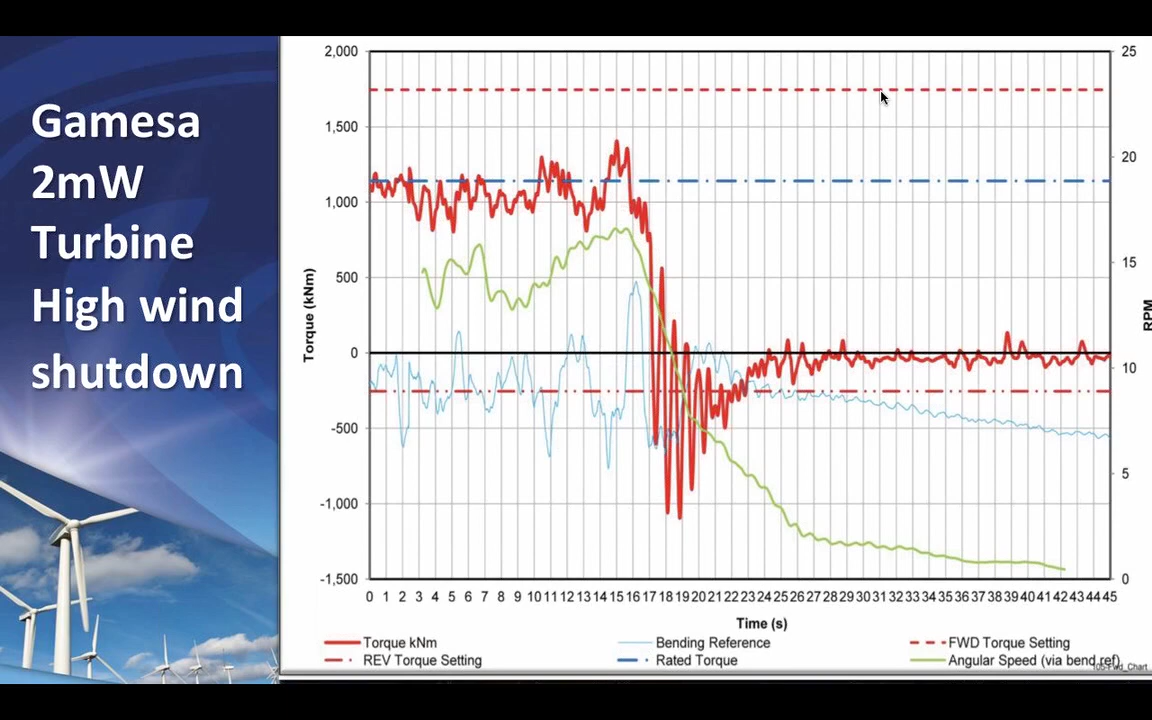 Gamesa
2mW
Turbine
High wind
shutdown
2,000
1,500
1,000
500
0
-500
-1,000
-1,500
Torque (kNm)
25
20
15
10
5
0
RPM
0 1 2 3 4 5 6 7 8 9 10 11 12 13 14 15 16 17 18 19 20 21 22 23 24 25 26 27 28 29 30 31 32 33 34 35 36 37 38 39 40 41 42 43 44 45
Time (s)
Torque kNm
Bending Reference
FWD Torque Setting
REV Torque Setting
Rated Torque
Angular Speed (via bend ref)